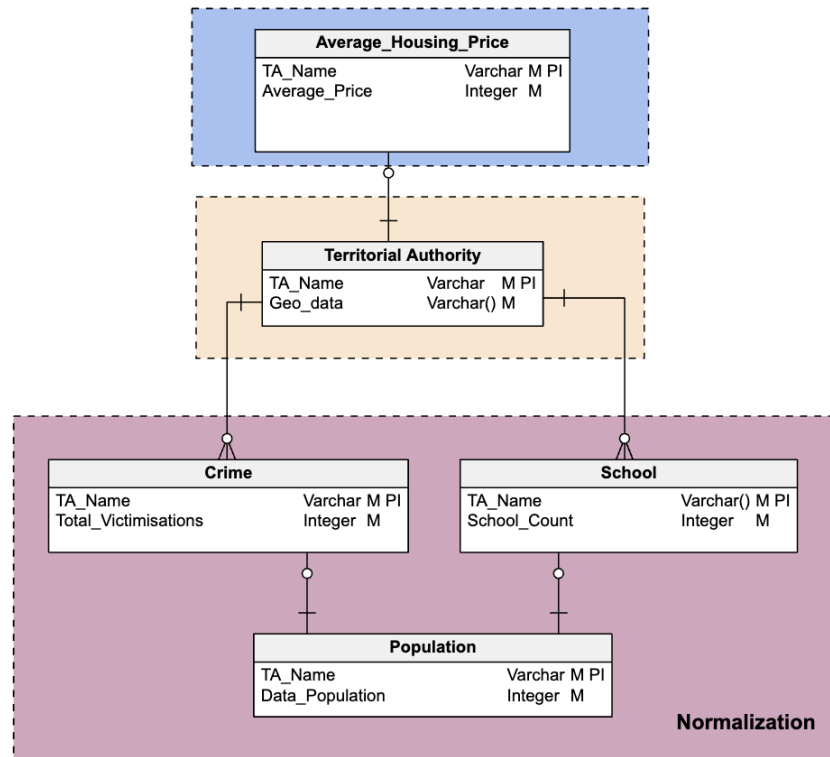 Average_Housing_Price
TA_Name Varchar M PI
Average_Price Integer M
Territorial Authority
TA_Name Varchar M PI
Geo_data Varchar() M
Crime
TA_Name Varchar M PI
Total_Victimisations Integer M
School
TA_Name Varchar() M PI
School_Count Integer M
Population
TA_Name Varchar M PI
Data_Population Integer M
Normalization